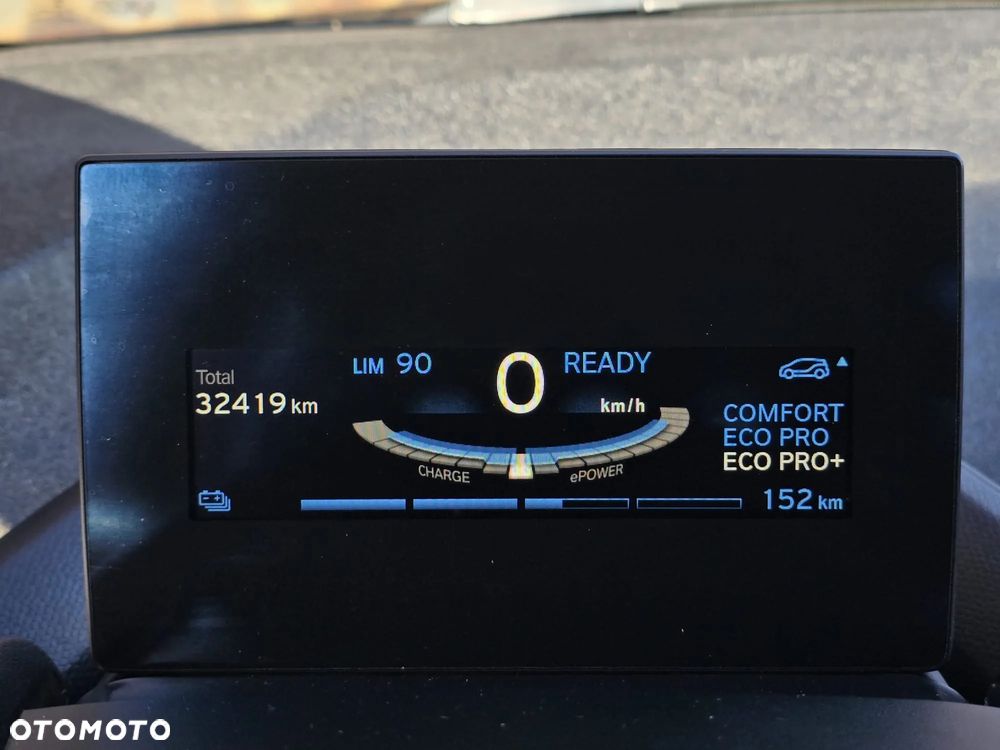 LIM 90
0
READY
Total
32419 km
km/h
COMFORT
ECO PRO
ECO PRO+
CHARGE
ePOWER
152 km
OTOMOTO